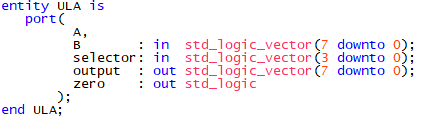 entity ULA is
port(
A,
B : in std_logic_vector(7 downto 0);
selector: in std_logic_vector(3 downto 0);
output : out std_logic_vector(7 downto 0);
zero : out std_logic
);
end ULA;